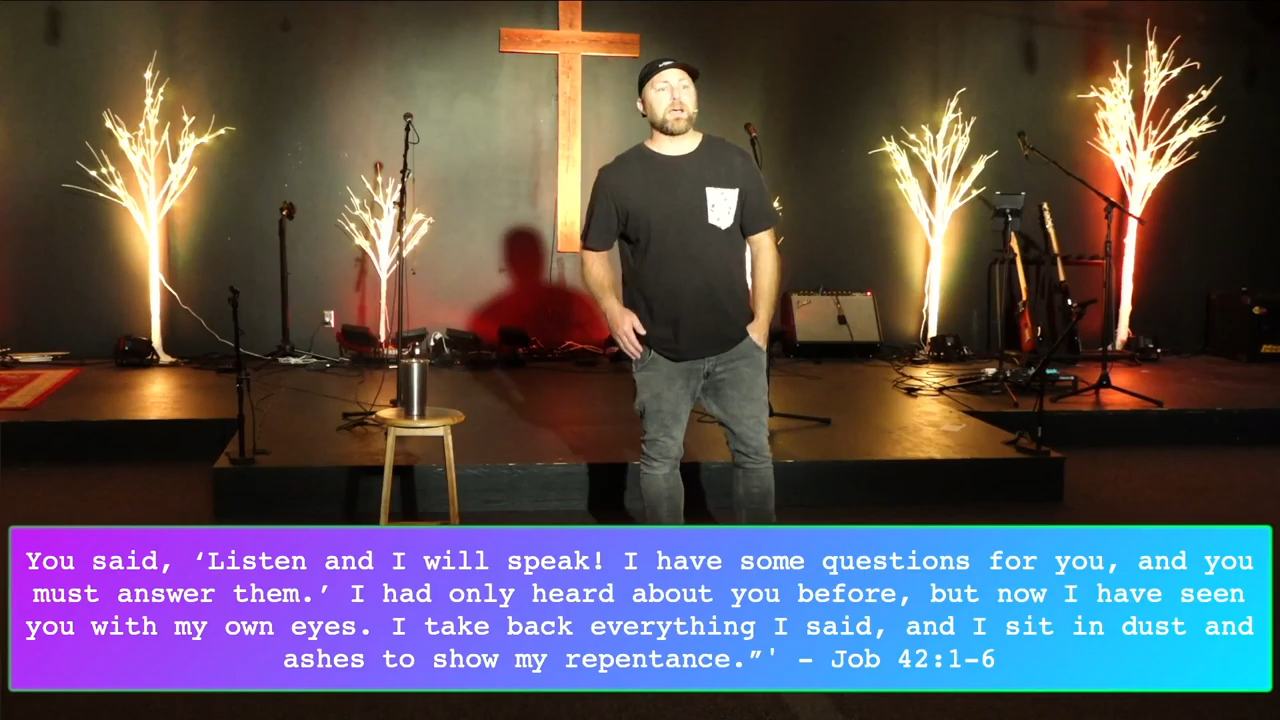 You said, ‘Listen and I will speak! I have some questions for you, and you
must answer them.’ I had only heard about you before, but now I have seen
you with my own eyes. I take back everything I said, and I sit in dust and
ashes to show my repentance.”' – Job 42:1–6